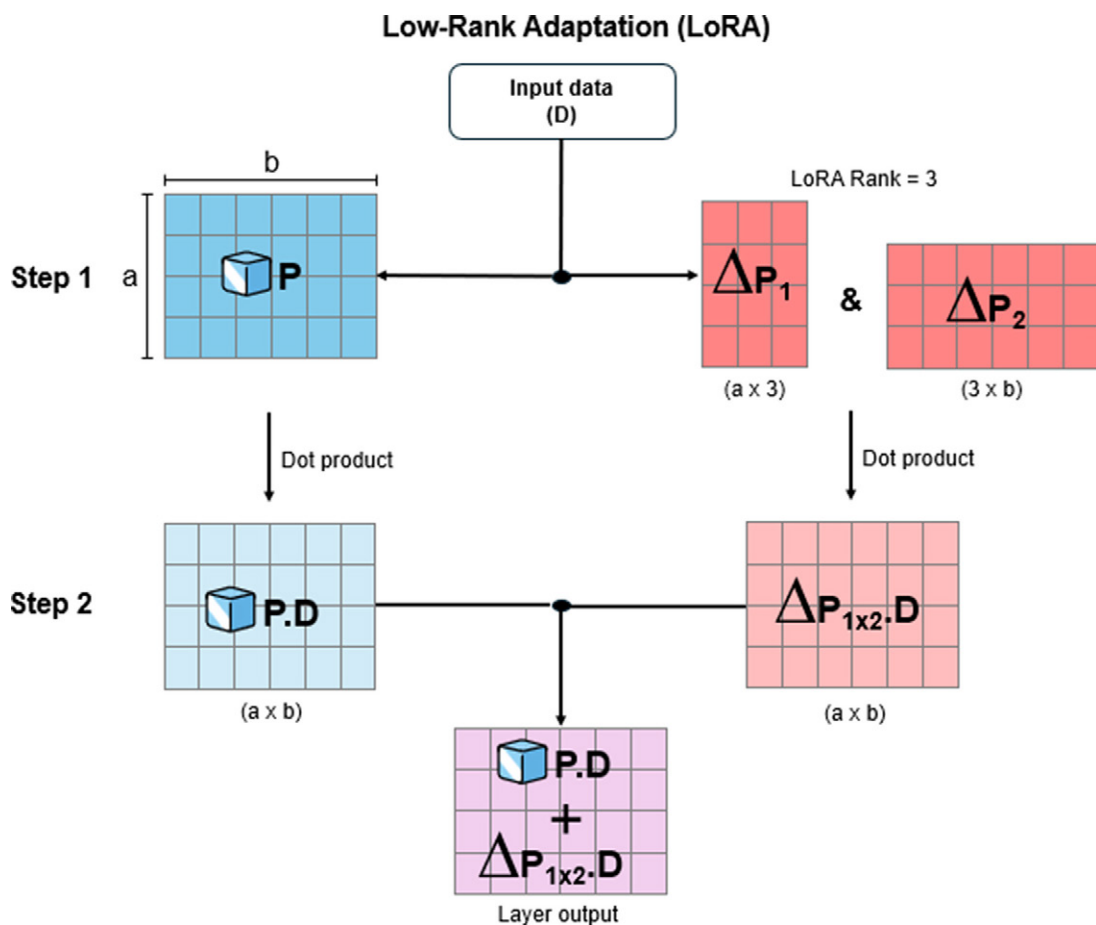 Low-Rank Adaptation (LoRA)
Input data
(D)
b
LoRA Rank = 3
Step 1
a
P
ΔP₁
&
ΔP₂
(a x 3)
(3 x b)
Dot product
Dot product
Step 2
P.D
ΔP₁ₓ₂.D
(a x b)
(a x b)
P.D
+
ΔP₁ₓ₂.D
Layer output